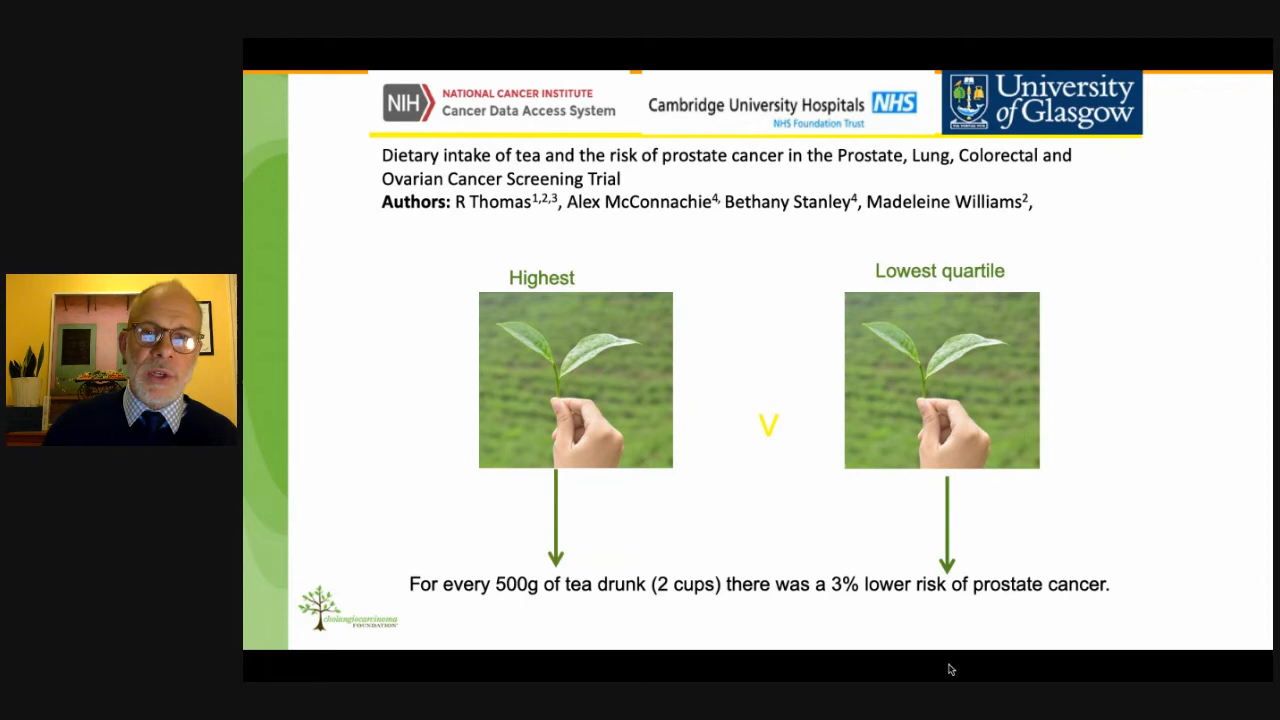 NIH
NATIONAL CANCER INSTITUTE
Cancer Data Access System
Cambridge University Hospitals NHS
NHS Foundation Trust
University
of Glasgow
Dietary intake of tea and the risk of prostate cancer in the Prostate, Lung, Colorectal and
Ovarian Cancer Screening Trial
Authors: R Thomas1,2,3, Alex McConnachie4, Bethany Stanley4, Madeleine Williams2,
Highest
Lowest quartile
V
For every 500g of tea drunk (2 cups) there was a 3% lower risk of prostate cancer.
cholangiocarcinoma
FOUNDATION